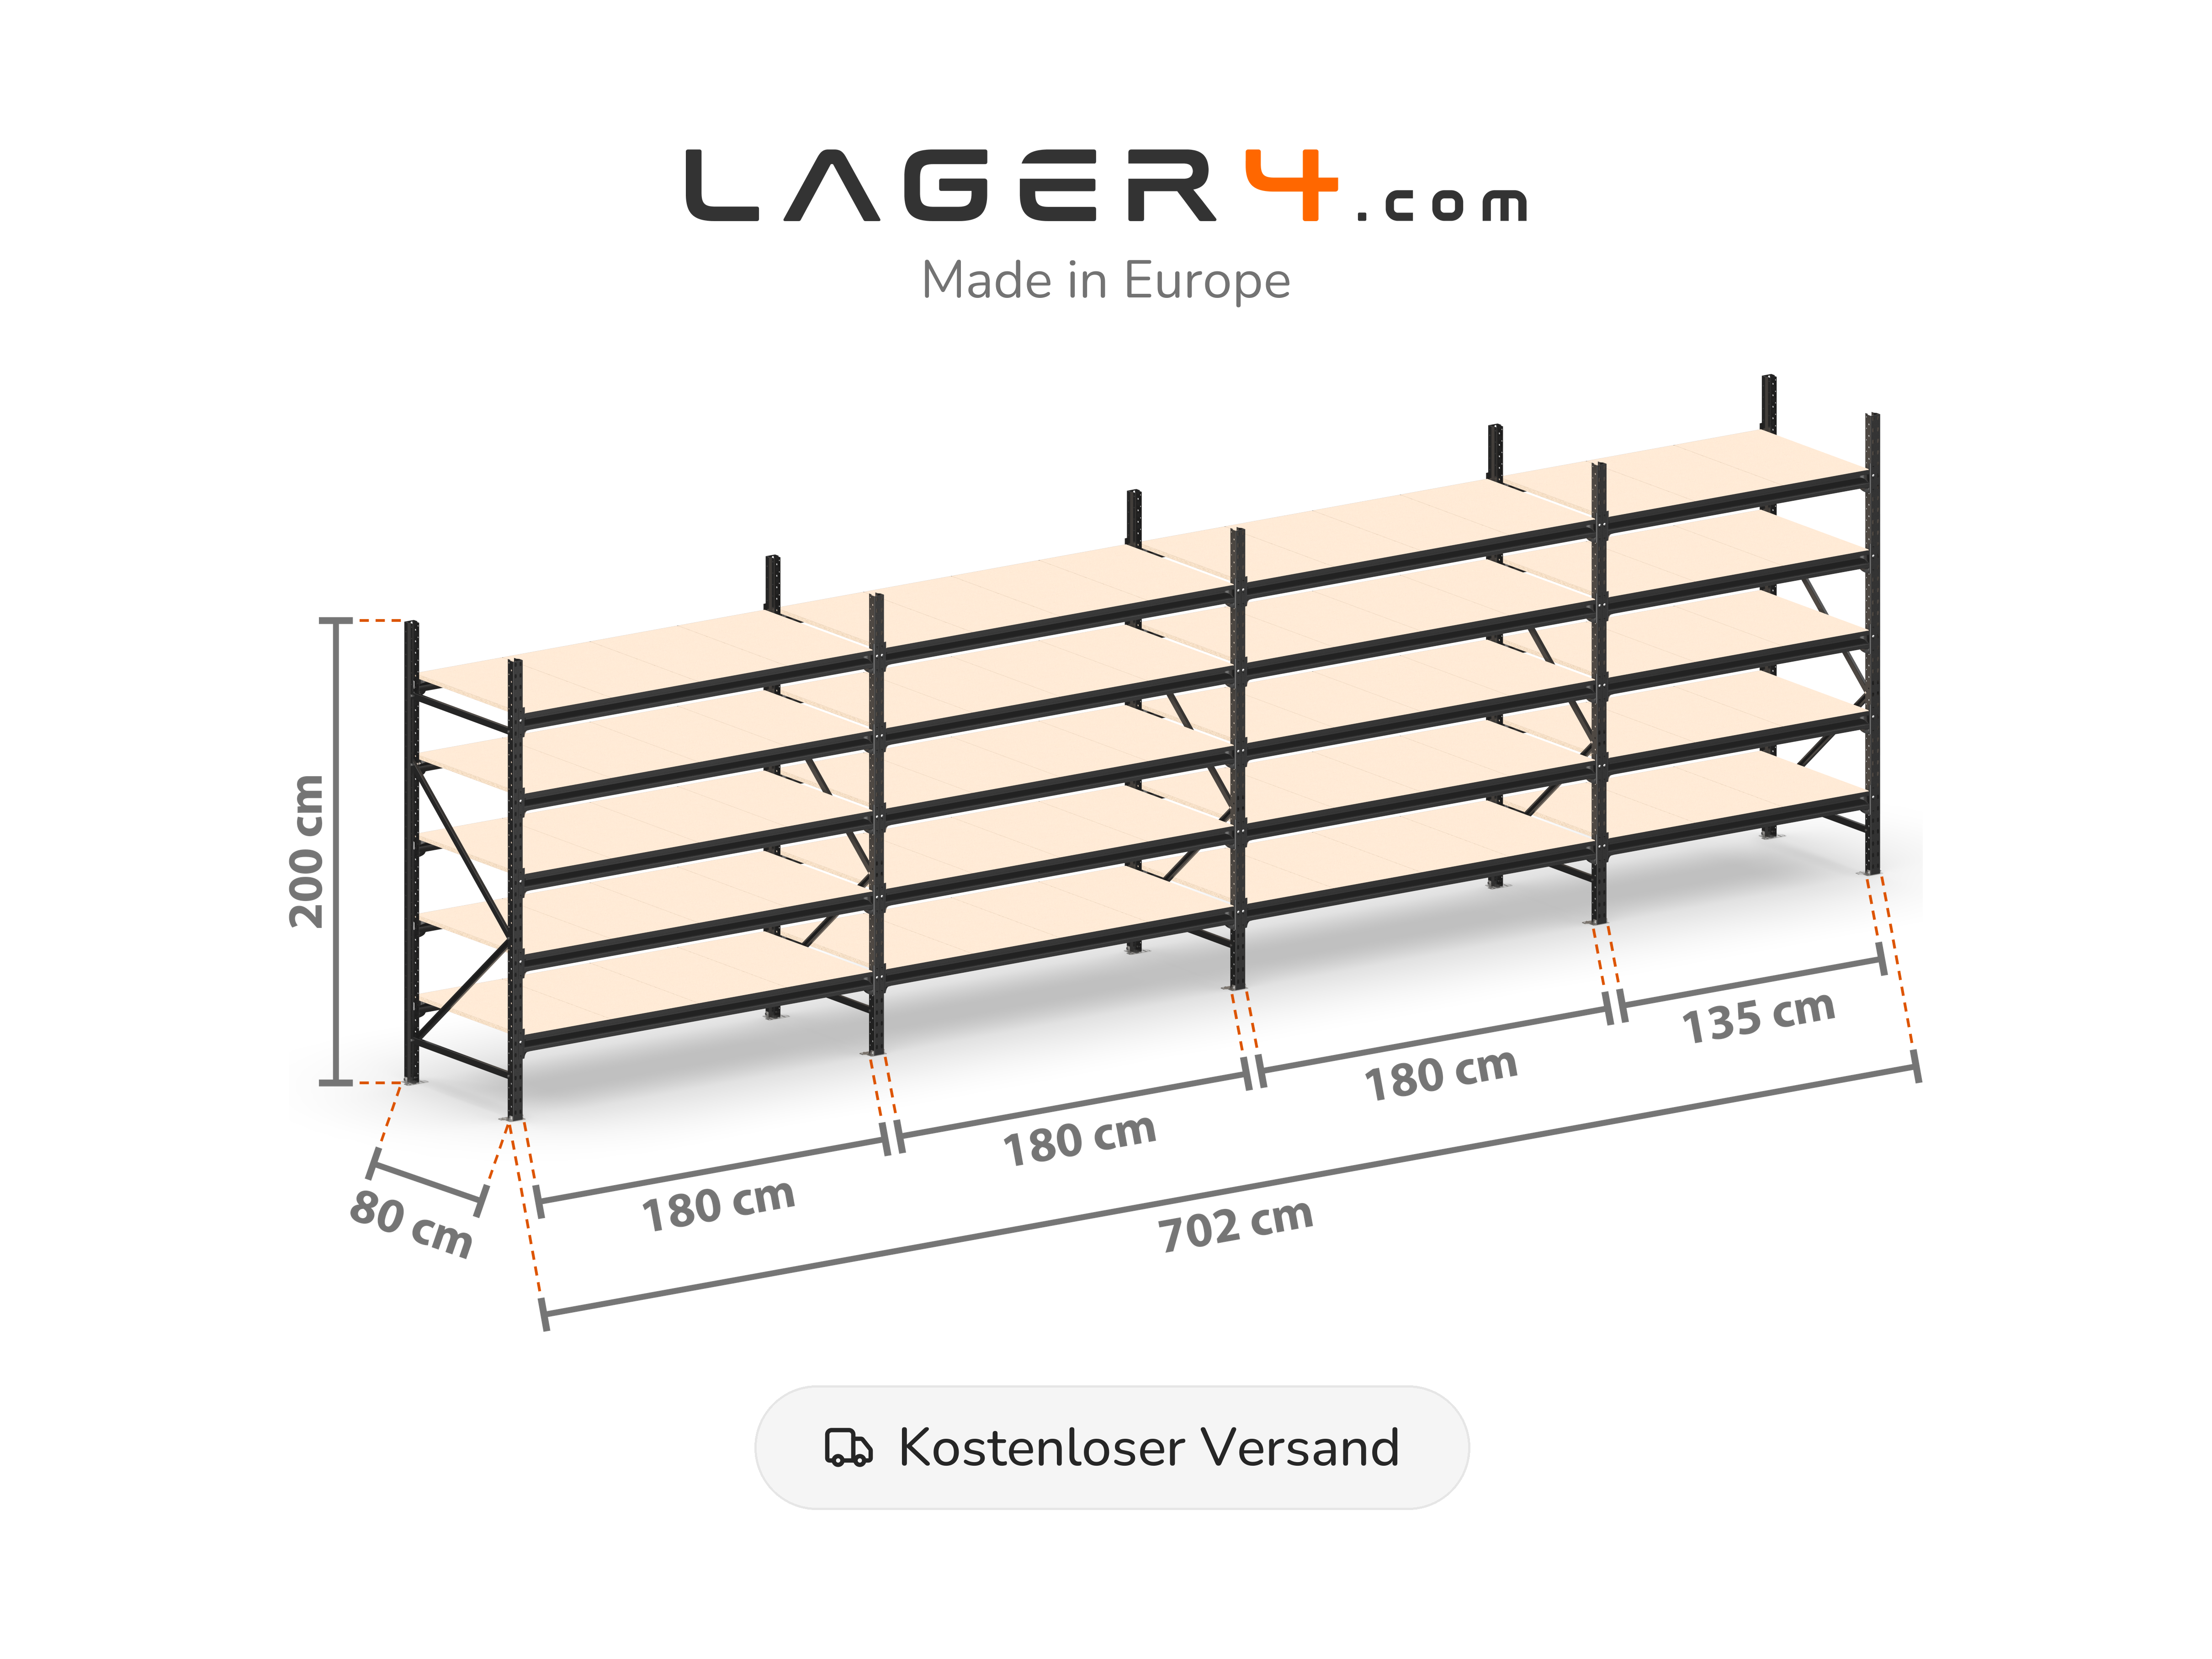 LAGER4.com
Made in Europe
200 cm
80 cm
180 cm
180 cm
180 cm
135 cm
702 cm
Kostenloser Versand